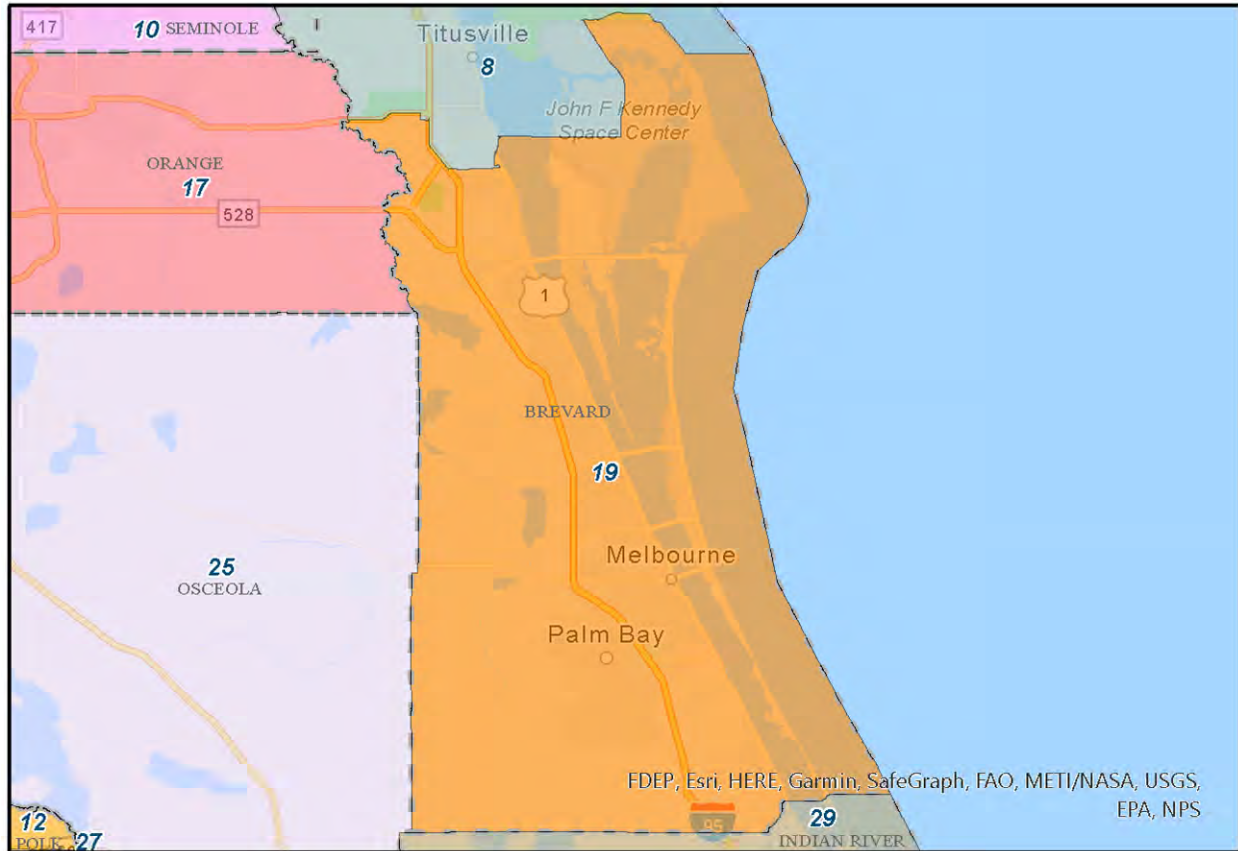 417
10 SEMINOLE
Titusville
8
John F Kennedy
Space Center
ORANGE
17
528
1
BREVARD
19
Melbourne
25
OSCEOLA
Palm Bay
FDEP, Esri, HERE, Garmin, SafeGraph, FAO, METI/NASA, USGS,
EPA, NPS
95
12
POLK
27
29
INDIAN RIVER